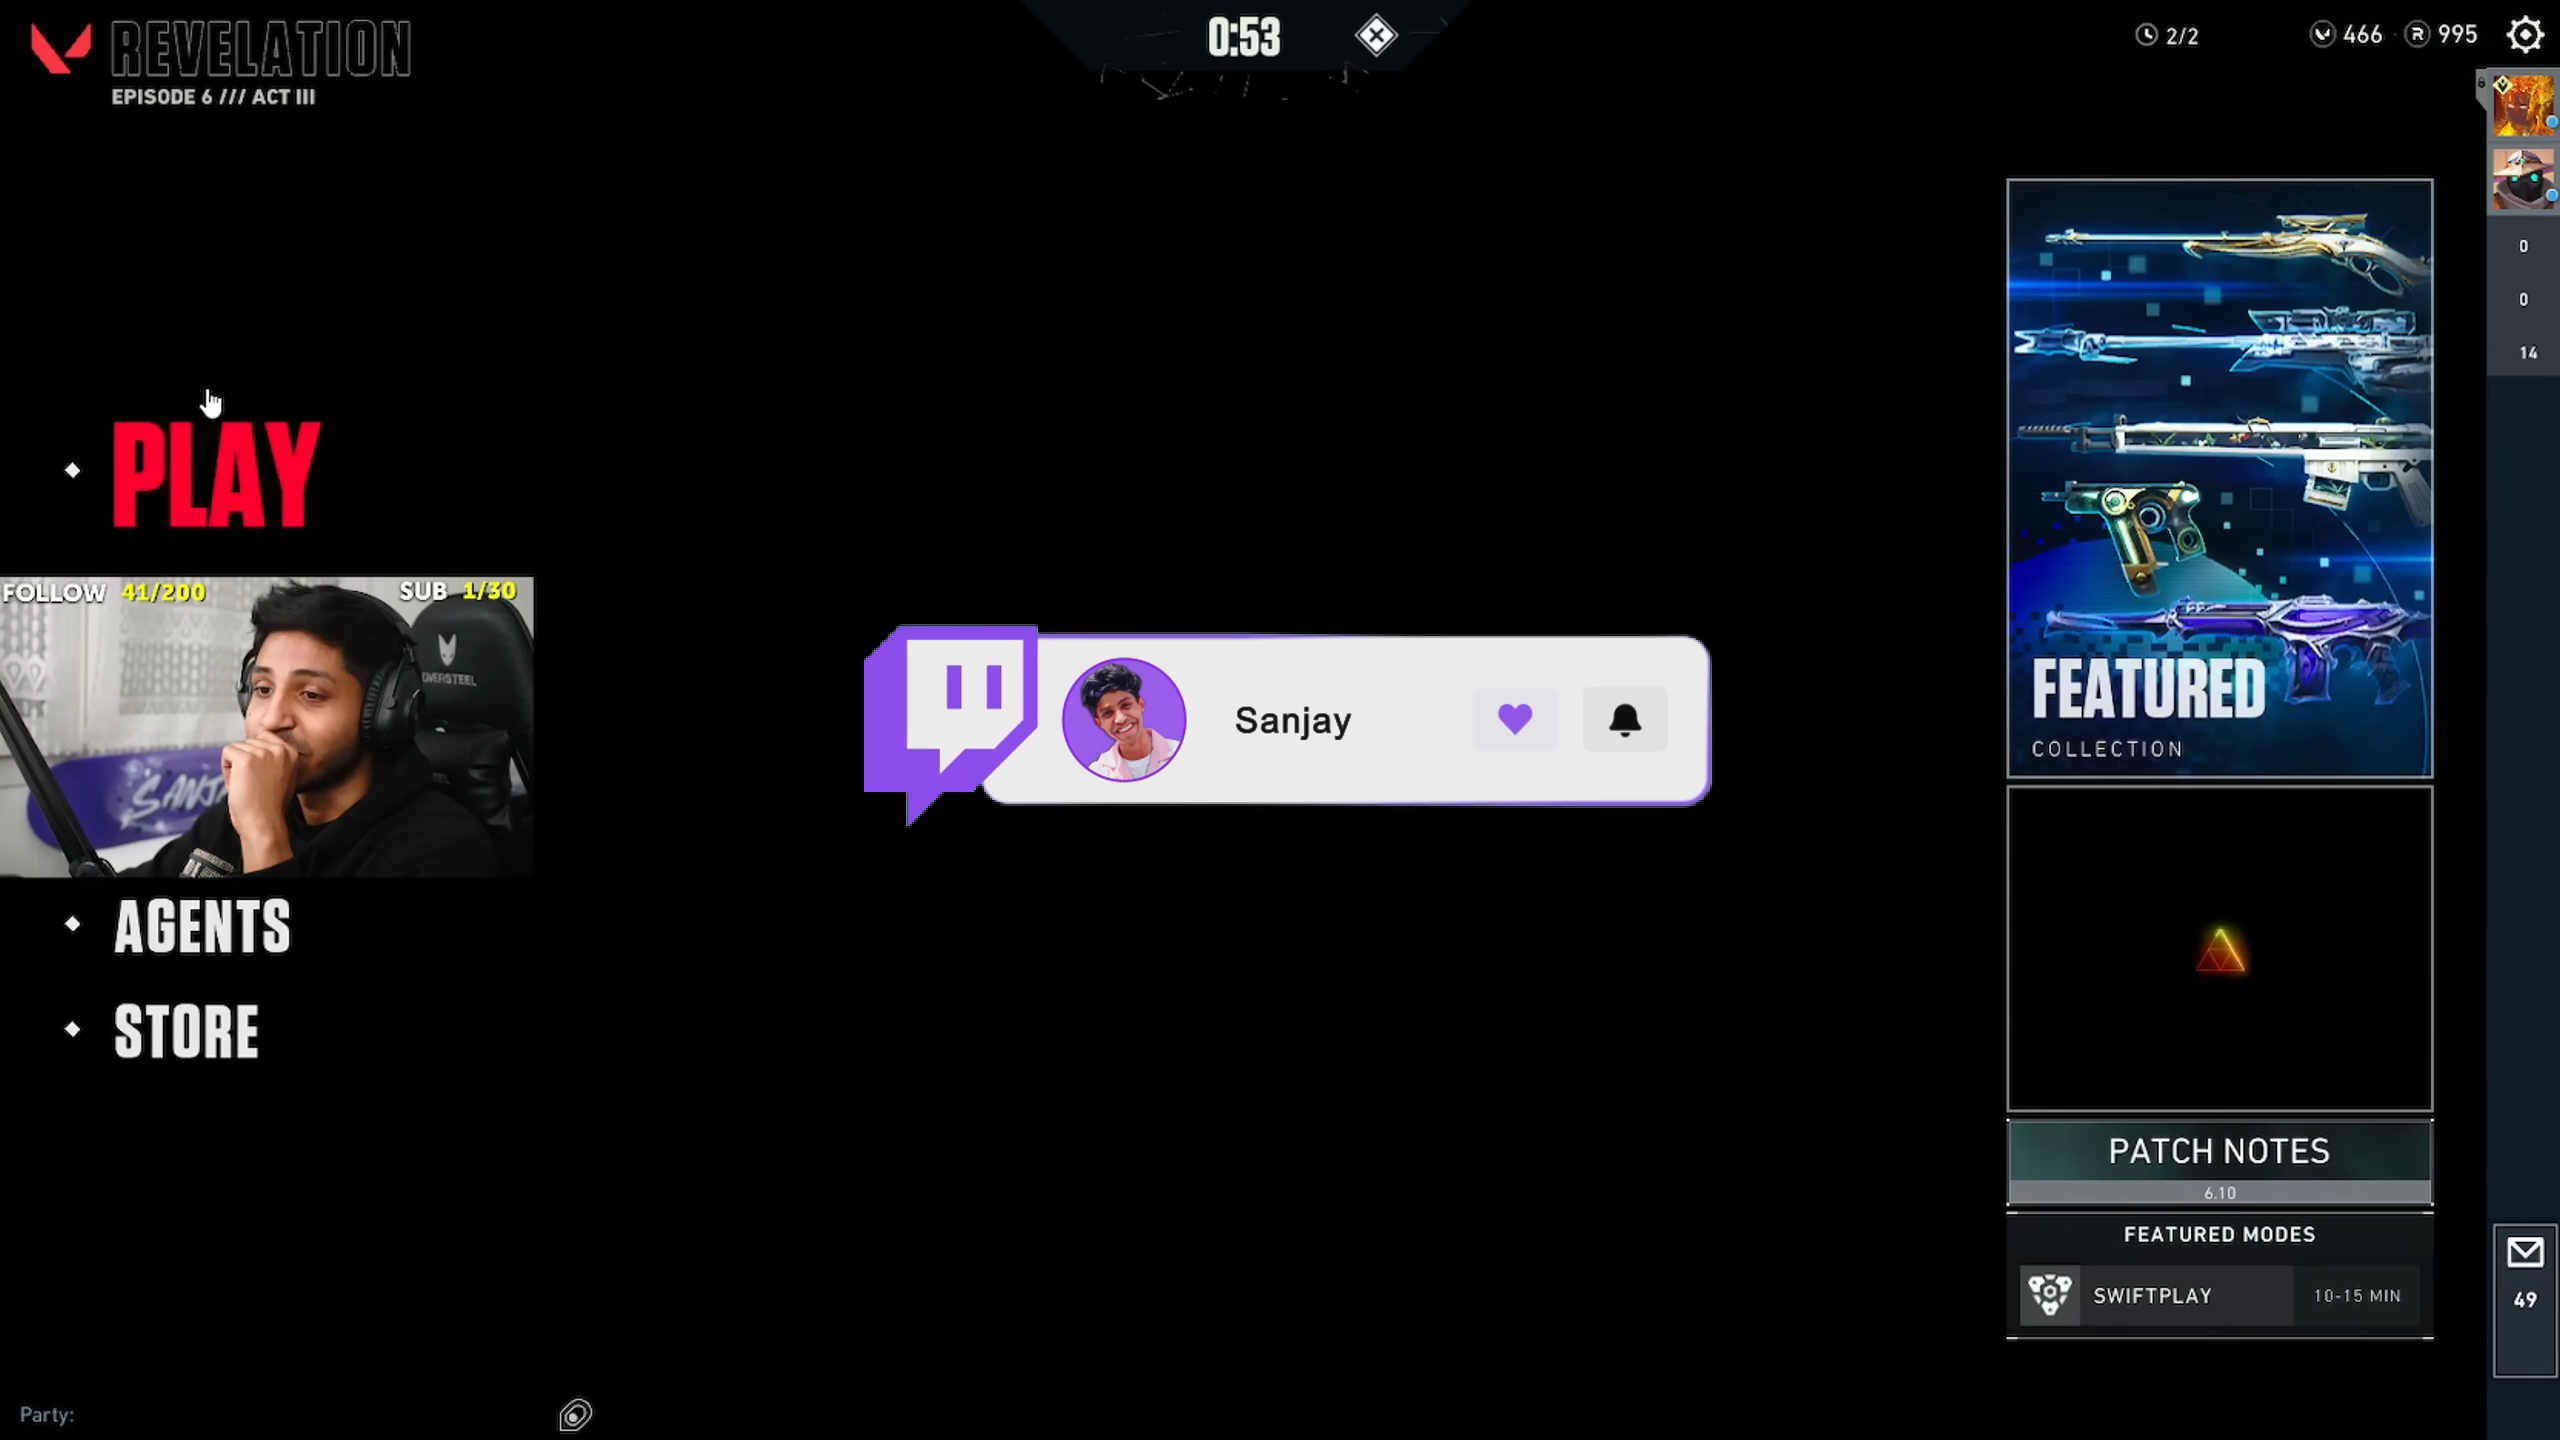 REVELATION
EPISODE 6 /// ACT III
0:53
2/2
466
995
0
0
14
PLAY
FOLLOW 41/200
SUB 1/30
OVERSTEEL
Sanjay
AGENTS
STORE
FEATURED
COLLECTION
PATCH NOTES
6.10
FEATURED MODES
SWIFTPLAY
10-15 MIN
49
Party: